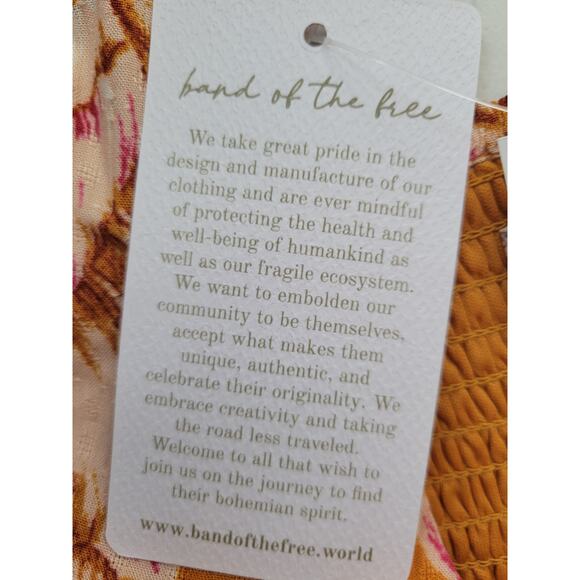 band of the free
We take great pride in the
design and manufacture of our
clothing and are ever mindful
of protecting the health and
well-being of humankind as
well as our fragile ecosystem.
We want to embolden our
community to be themselves,
accept what makes them
unique, authentic, and
celebrate their originality. We
embrace creativity and taking
the road less traveled.
Welcome to all that wish to
join us on the journey to find
their bohemian spirit.
www.bandofthefree.world